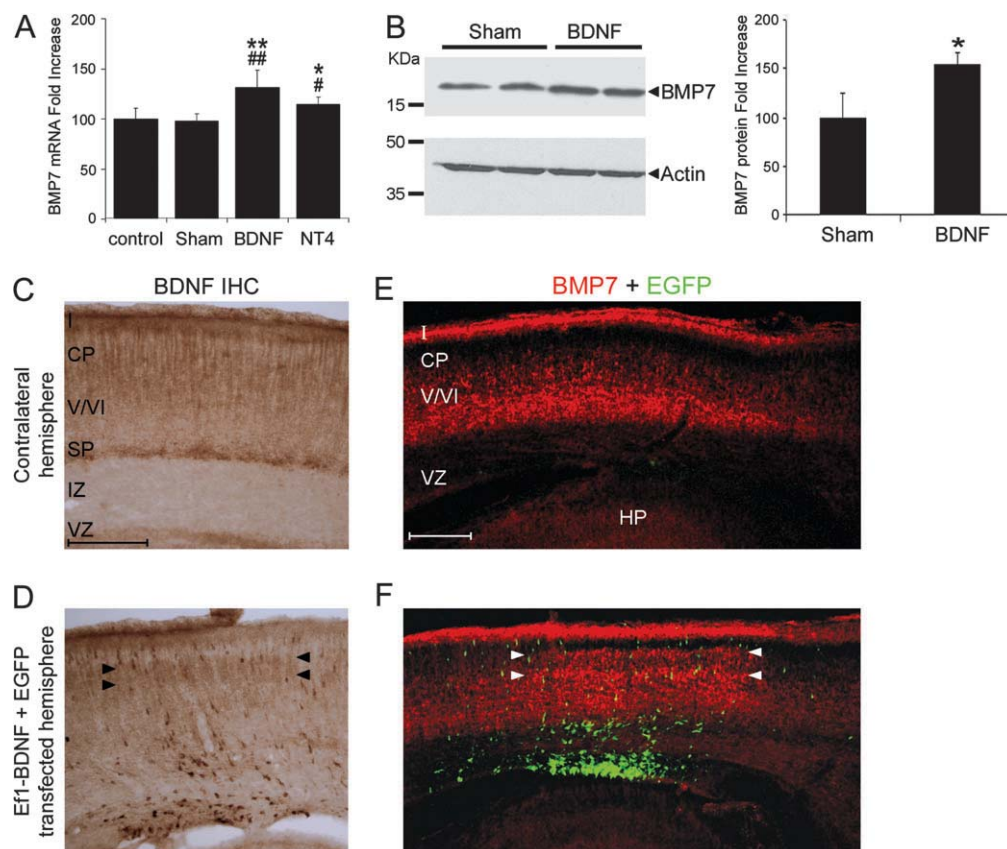 A
BMP7 mRNA Fold Increase
200
150
100
50
0
**
##
*
#
control Sham BDNF NT4
B
Sham BDNF
KDa
15
BMP7
50
35
Actin
BMP7 protein Fold Increase
200
150
100
50
0
*
Sham BDNF
C
BDNF IHC
Contralateral
hemisphere
I
CP
V/VI
SP
IZ
VZ
E
BMP7 + EGFP
I
CP
V/VI
VZ
HP
D
Ef1-BDNF + EGFP
transfected hemisphere
F